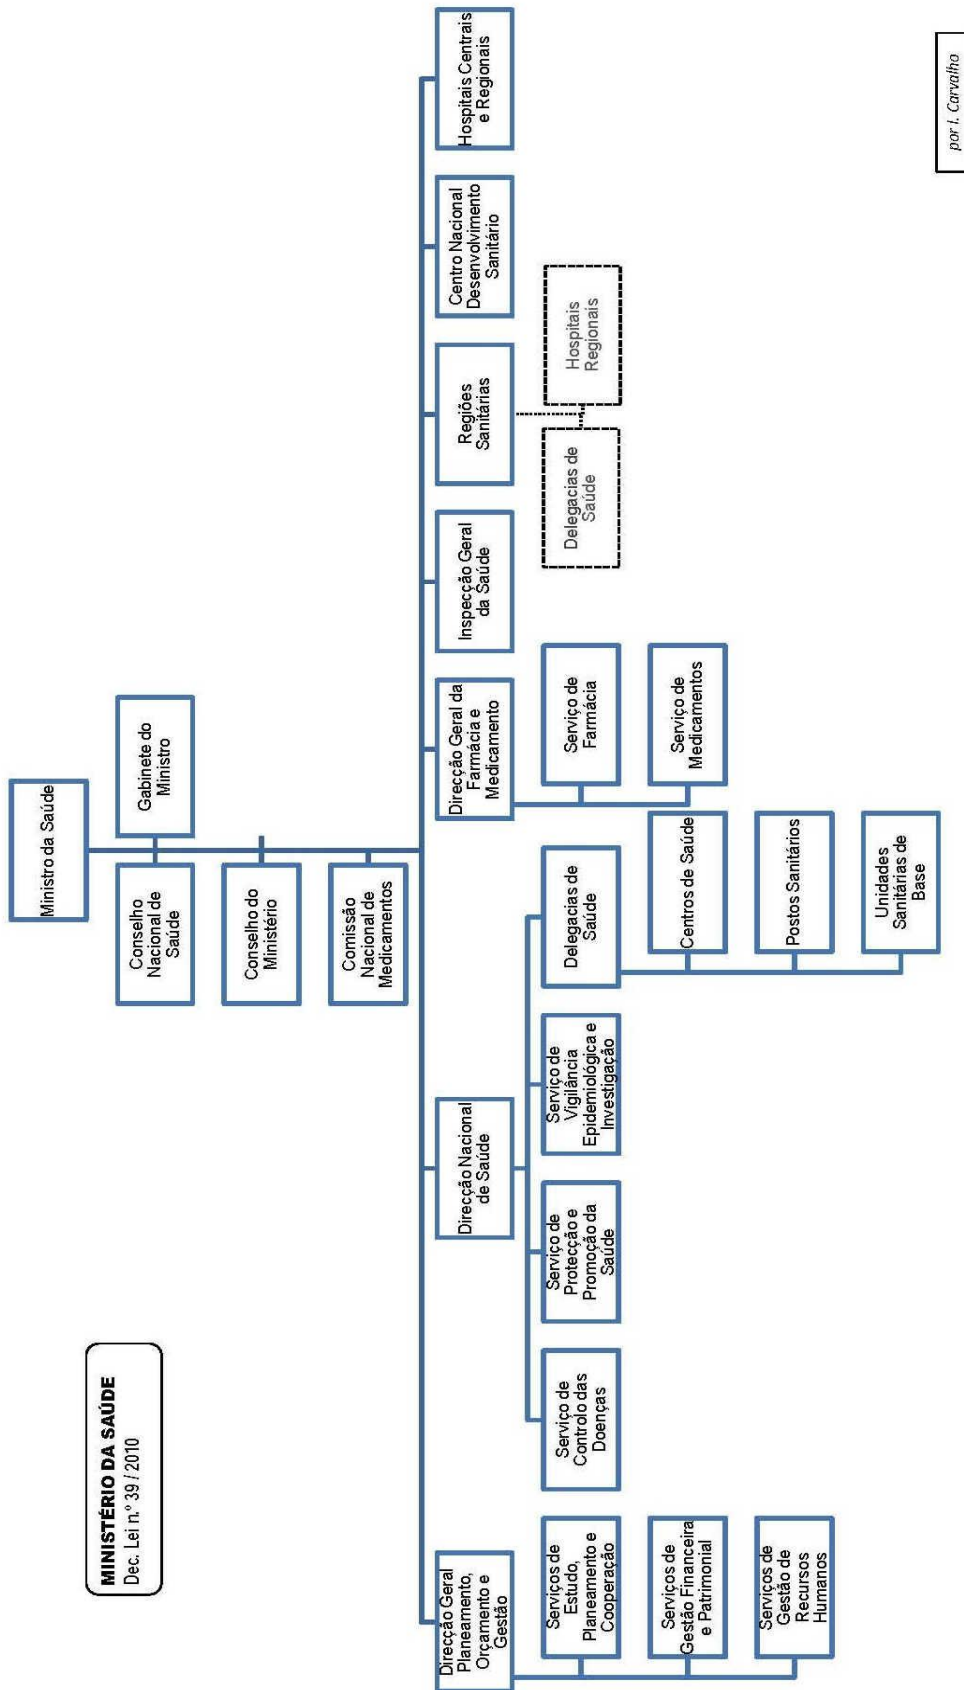 MINISTÉRIO DA SAÚDE
Dec. Lei n.º 39 / 2010
Ministro da Saúde
Conselho
Nacional de
Saúde
Gabinete do
Ministro
Conselho do
Ministério
Comissão
Nacional de
Medicamentos
Direcção Geral
Planeamento,
Orçamento e
Gestão
Direcção Nacional
de Saúde
Direcção Geral da
Farmácia e
Medicamento
Inspecção Geral
da Saúde
Regiões
Sanitárias
Centro Nacional
Desenvolvimento
Sanitário
Hospitais Centrais
e Regionais
Serviços de
Estudo,
Planeamento e
Cooperação
Serviços de
Gestão Financeira
e Patrimonial
Serviços de
Gestão de
Recursos
Humanos
Serviço de
Controlo das
Doenças
Serviço de
Protecção e
Promoção da
Saúde
Serviço de
Vigilância
Epidemiológica e
Investigação
Delegacias de
Saúde
Centros de Saúde
Postos Sanitários
Unidades
Sanitárias de
Base
Serviço de
Farmácia
Serviço de
Medicamentos
Delegacias de
Saúde
Hospitais
Regionais
por I. Carvalho